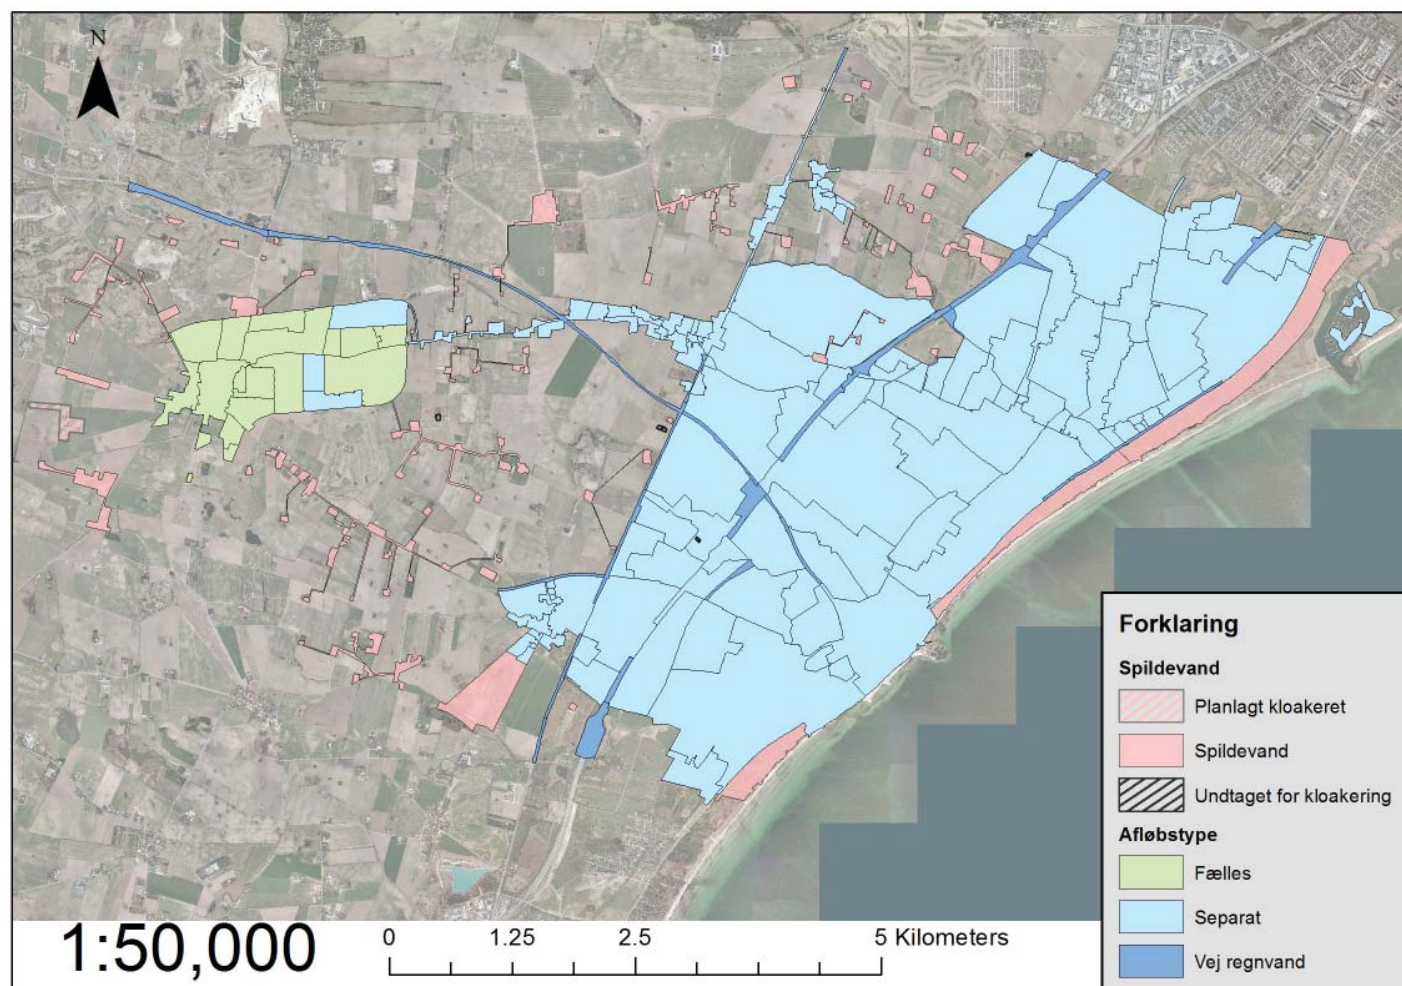 N
Forklaring
Spildevand
Planlagt kloakeret
Spildevand
Undtaget for kloakering
Afløbstype
Fælles
Separat
Vej regnvand
1:50,000
0 1.25 2.5 5 Kilometers